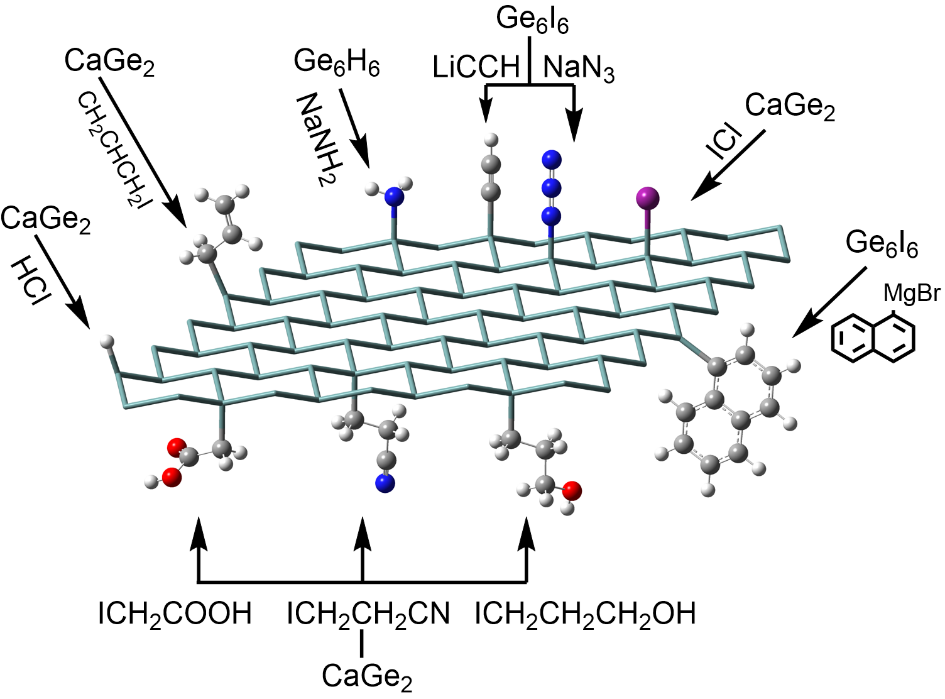 Ge₆I₆
CaGe₂
Ge₆H₆
LiCCH
NaN₃
CaGe₂
CH₂CHCH₂I
NaNH₂
ICl
CaGe₂
HCl
Ge₆I₆
MgBr
ICH₂COOH
ICH₂CH₂CN
ICH₂CH₂CH₂OH
CaGe₂